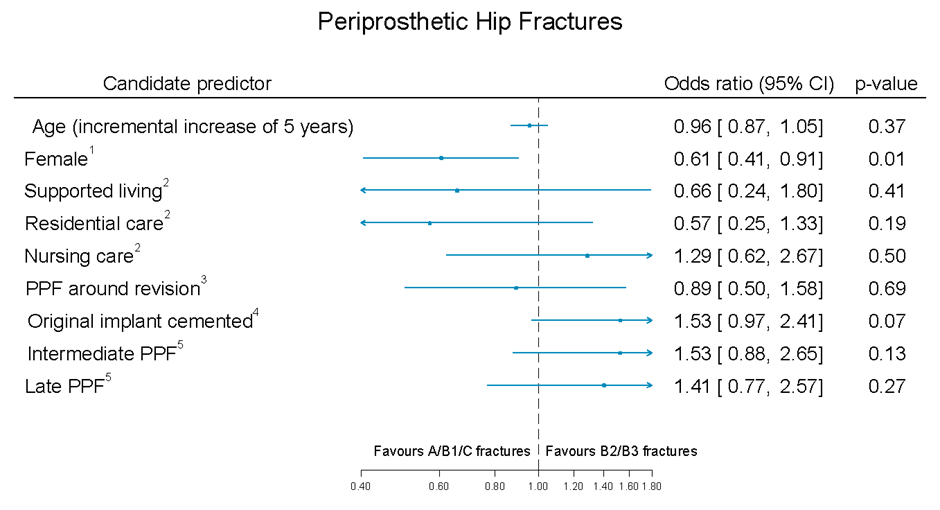 Periprosthetic Hip Fractures
Candidate predictor Odds ratio (95% CI) p-value
Age (incremental increase of 5 years) 0.96 [ 0.87, 1.05] 0.37
Female¹ 0.61 [ 0.41, 0.91] 0.01
Supported living² 0.66 [ 0.24, 1.80] 0.41
Residential care² 0.57 [ 0.25, 1.33] 0.19
Nursing care² 1.29 [ 0.62, 2.67] 0.50
PPF around revision³ 0.89 [ 0.50, 1.58] 0.69
Original implant cemented⁴ 1.53 [ 0.97, 2.41] 0.07
Intermediate PPF⁵ 1.53 [ 0.88, 2.65] 0.13
Late PPF⁵ 1.41 [ 0.77, 2.57] 0.27
Favours A/B1/C fractures Favours B2/B3 fractures
0.40 0.60 0.80 1.00 1.20 1.40 1.60 1.80